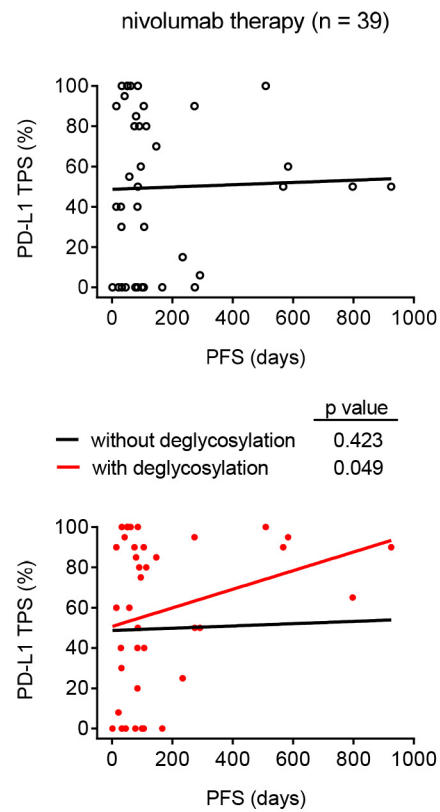 nivolumab therapy (n = 39)
PD-L1 TPS (%)
100
80
60
40
20
0
0 200 400 600 800 1000
PFS (days)
p value
without deglycosylation 0.423
with deglycosylation 0.049
PD-L1 TPS (%)
100
80
60
40
20
0
0 200 400 600 800 1000
PFS (days)